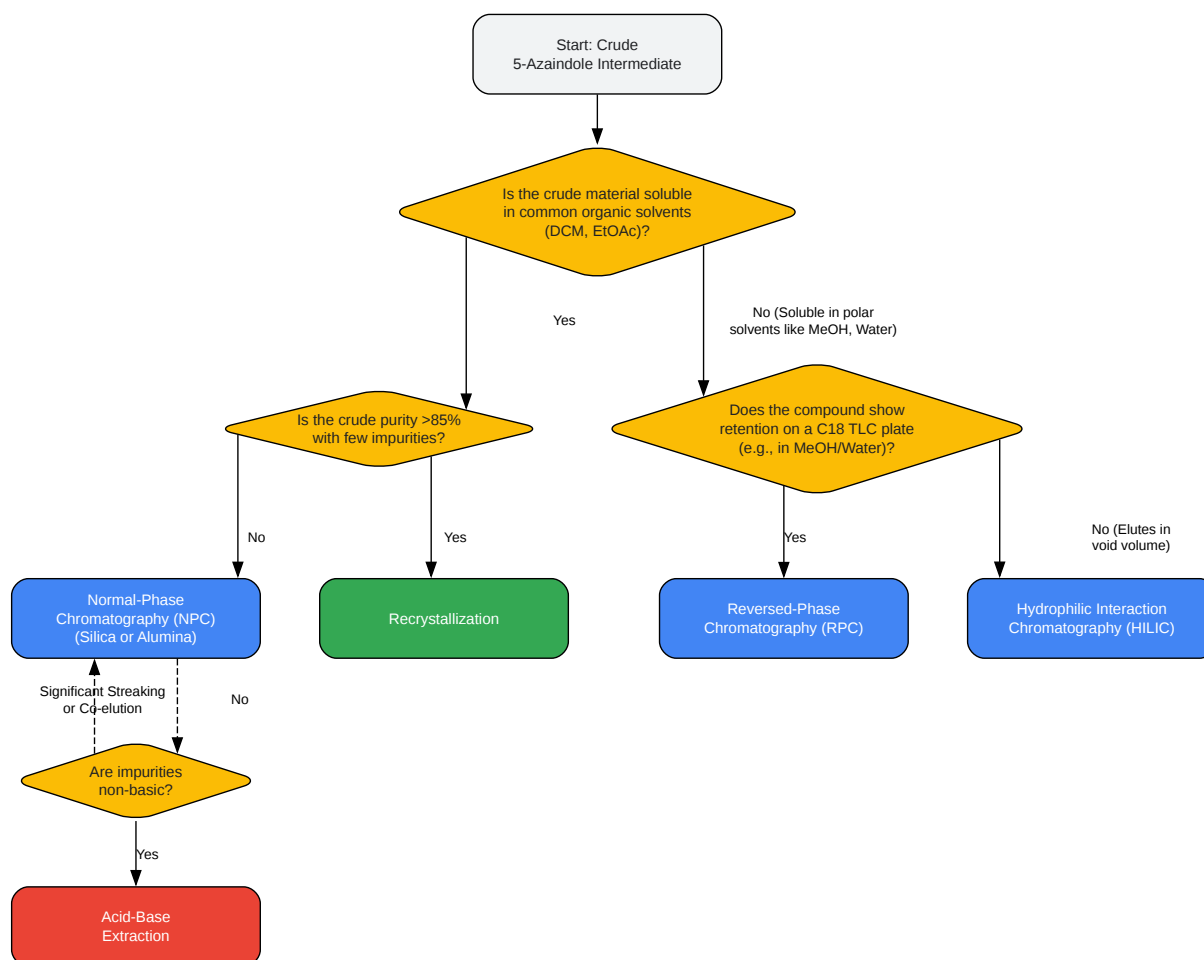 Start: Crude
5-Azaindole Intermediate
Is the crude material soluble
in common organic solvents
(DCM, EtOAc)?
Yes
No (Soluble in polar
solvents like MeOH, Water)
Is the crude purity >85%
with few impurities?
Does the compound show
retention on a C18 TLC plate
(e.g., in MeOH/Water)?
No
Yes
Yes
No (Elutes in
void volume)
Normal-Phase
Chromatography (NPC)
(Silica or Alumina)
Recrystallization
Reversed-Phase
Chromatography (RPC)
Hydrophilic Interaction
Chromatography (HILIC)
Significant Streaking
or Co-elution
No
Are impurities
non-basic?
Yes
Acid-Base
Extraction